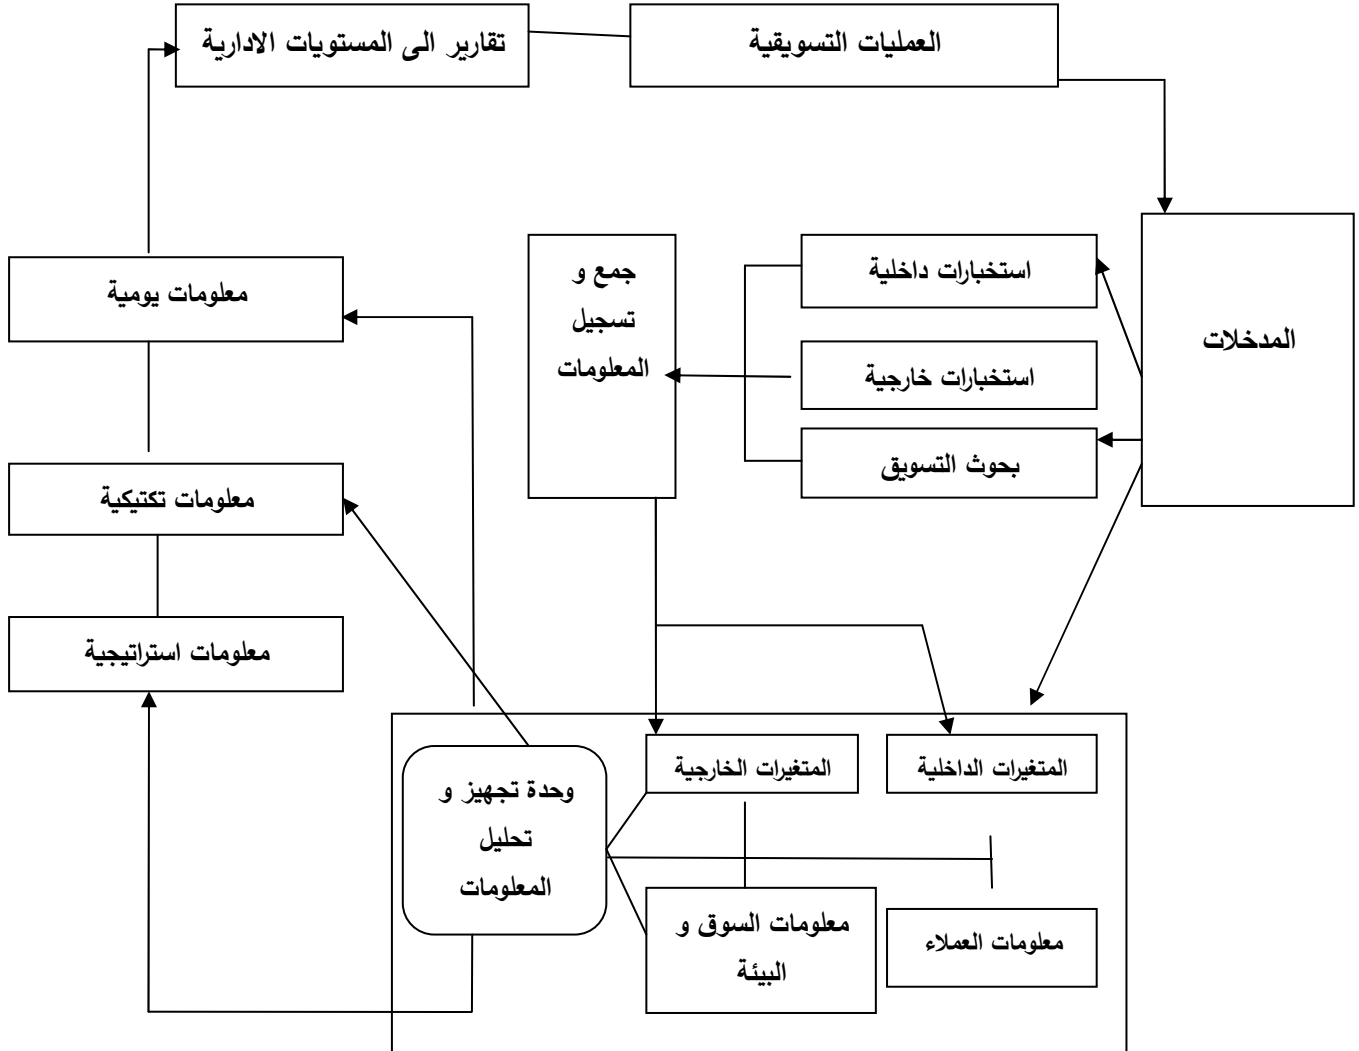 العمليات التسويقية
تقارير الى المستويات الادارية
المدخلات
استخبارات داخلية
استخبارات خارجية
بحوث التسويق
جمع و
تسجيل
المعلومات
معلومات يومية
معلومات تكتيكية
معلومات استراتيجية
المتغيرات الداخلية
المتغيرات الخارجية
وحدة تجهيز و
تحليل
المعلومات
معلومات العملاء
معلومات السوق و
البيئة